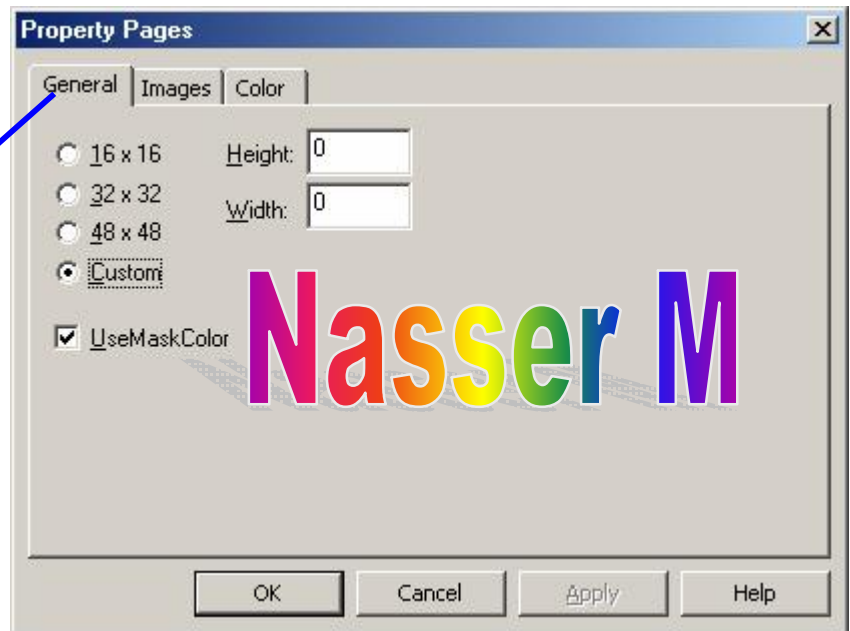 Property Pages
General Images Color
16 x 16 Height: 0
32 x 32 Width: 0
48 x 48
Custom
UseMaskColor
Nasser M
OK Cancel Apply Help